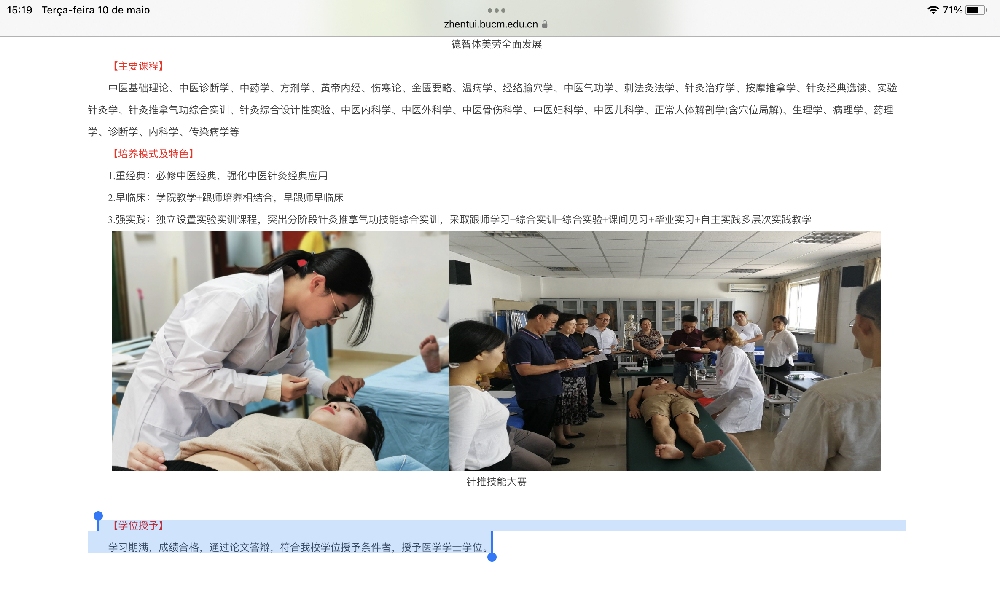 15:19 Terça-feira 10 de maio
71%
zhentui.bucm.edu.cn
德智体美劳全面发展
【主要课程】
中医基础理论、中医诊断学、中药学、方剂学、黄帝内经、伤寒论、金匮要略、温病学、经络腧穴学、中医气功学、刺法灸法学、针灸治疗学、按摩推拿学、针灸经典选读、实验
针灸学、针灸推拿气功综合实训、针灸综合设计性实验、中医内科学、中医外科学、中医骨伤科学、中医妇科学、中医儿科学、正常人体解剖学(含穴位局解)、生理学、病理学、药理
学、诊断学、内科学、传染病学等
【培养模式及特色】
1.重经典：必修中医经典，强化中医针灸经典应用
2.早临床：学院教学+跟师培养相结合，早跟师早临床
3.强实践：独立设置实验实训课程，突出分阶段针灸推拿气功技能综合实训，采取跟师学习+综合实训+综合实验+课间见习+毕业实习+自主实践多层次实践教学
针推技能大赛
【学位授予】
学习期满，成绩合格，通过论文答辩，符合我校学位授予条件者，授予医学学士学位。